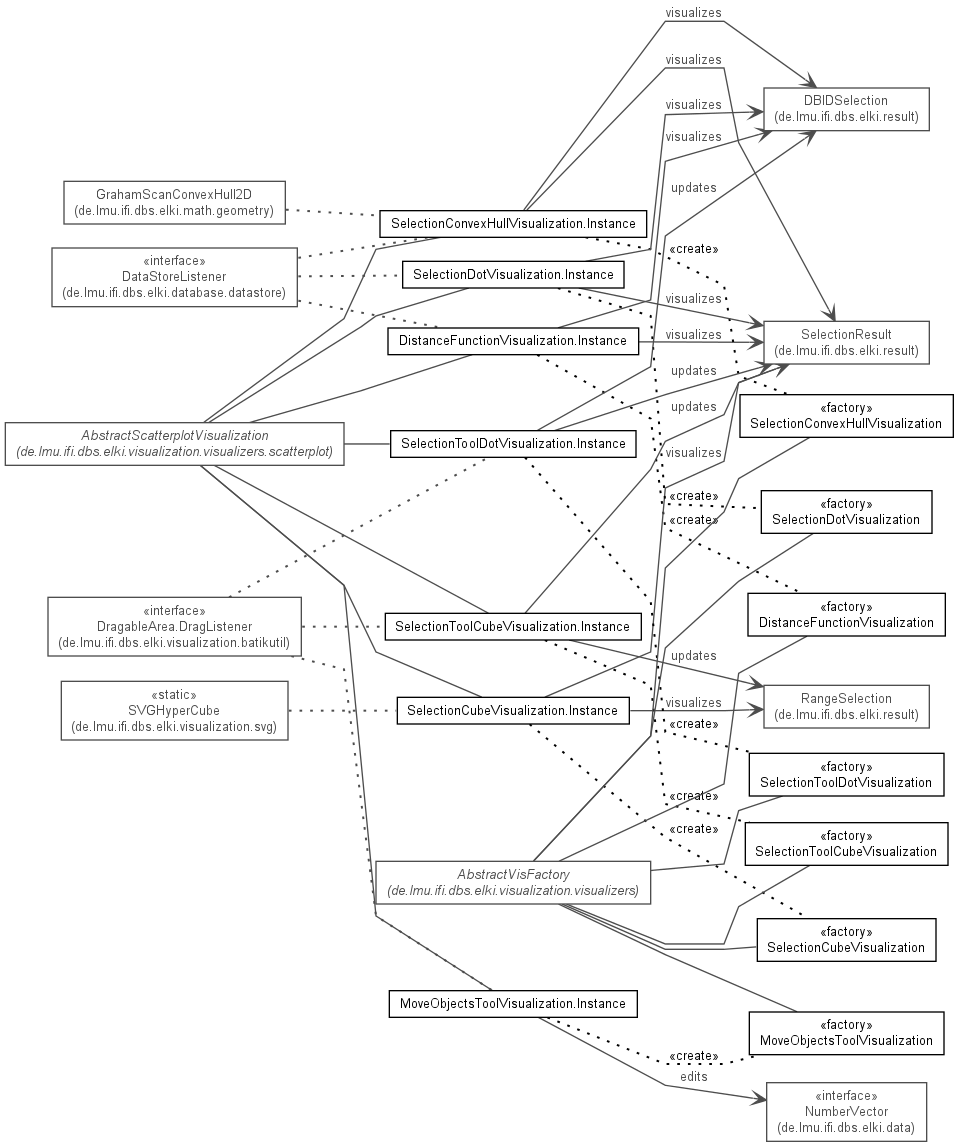 visualizes
visualizes
DBIDSelection
(de.lmu.ifi.dbs.elki.result)
visualizes
visualizes
updates
GrahamScanConvexHull2D
(de.lmu.ifi.dbs.elki.math.geometry)
SelectionConvexHullVisualization.Instance
«create»
«interface»
DataStoreListener
(de.lmu.ifi.dbs.elki.database.datastore)
SelectionDotVisualization.Instance
visualizes
DistanceFunctionVisualization.Instance
visualizes
SelectionResult
(de.lmu.ifi.dbs.elki.result)
updates
updates
«factory»
SelectionConvexHullVisualization
AbstractScatterplotVisualization
(de.lmu.ifi.dbs.elki.visualization.visualizers.scatterplot)
SelectionToolDotVisualization.Instance
visualizes
«create»
«factory»
SelectionDotVisualization
«create»
«interface»
DragableArea.DragListener
(de.lmu.ifi.dbs.elki.visualization.batikutil)
SelectionToolCubeVisualization.Instance
«factory»
DistanceFunctionVisualization
updates
«static»
SVGHyperCube
(de.lmu.ifi.dbs.elki.visualization.svg)
SelectionCubeVisualization.Instance
visualizes
RangeSelection
(de.lmu.ifi.dbs.elki.result)
«create»
«factory»
SelectionToolDotVisualization
«create»
«create»
«factory»
SelectionToolCubeVisualization
AbstractVisFactory
(de.lmu.ifi.dbs.elki.visualization.visualizers)
«factory»
SelectionCubeVisualization
MoveObjectsToolVisualization.Instance
«factory»
MoveObjectsToolVisualization
«create»
edits
«interface»
NumberVector
(de.lmu.ifi.dbs.elki.data)